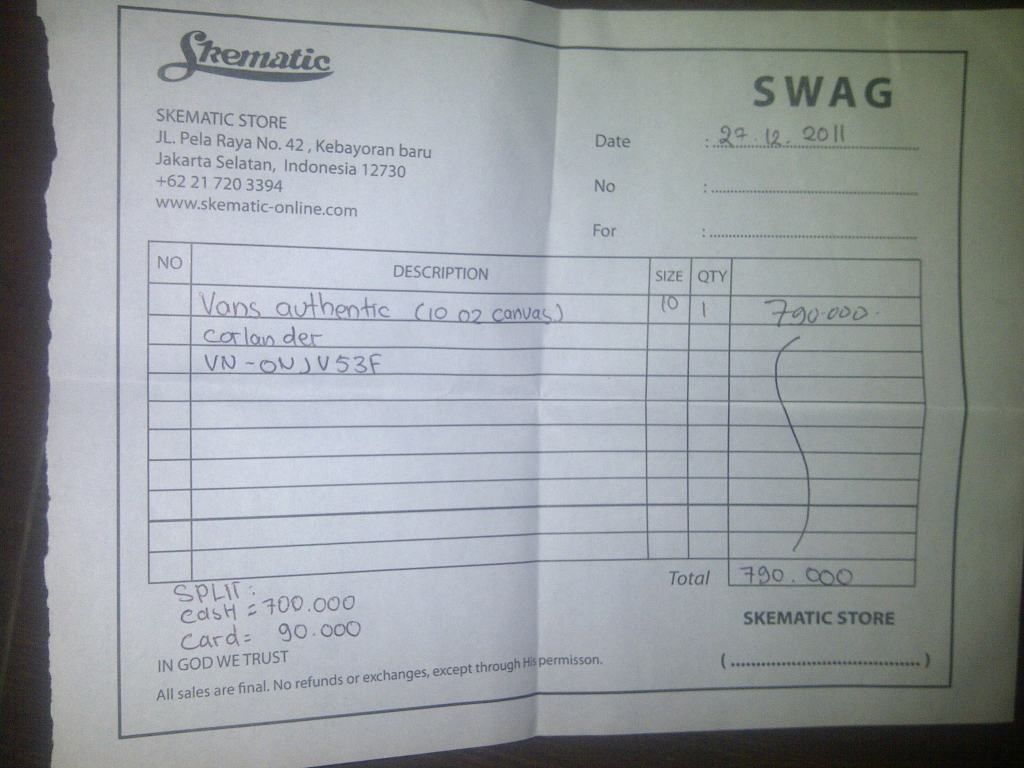 Skematic
SWAG
SKEMATIC STORE
JL. Pela Raya No. 42 , Kebayoran baru
Jakarta Selatan, Indonesia 12730
+62 21 720 3394
www.skematic-online.com
Date : 27.12.2011
No :
For :
NO DESCRIPTION SIZE QTY
Vans authentic (10 oz canvas) 10 1 790.000.
corlander
VN-ONJV53F
Total 790.000
SPLIT:
cash = 700.000
card = 90.000
SKEMATIC STORE
IN GOD WE TRUST
All sales are final. No refunds or exchanges, except through His permisson.
(........................................)